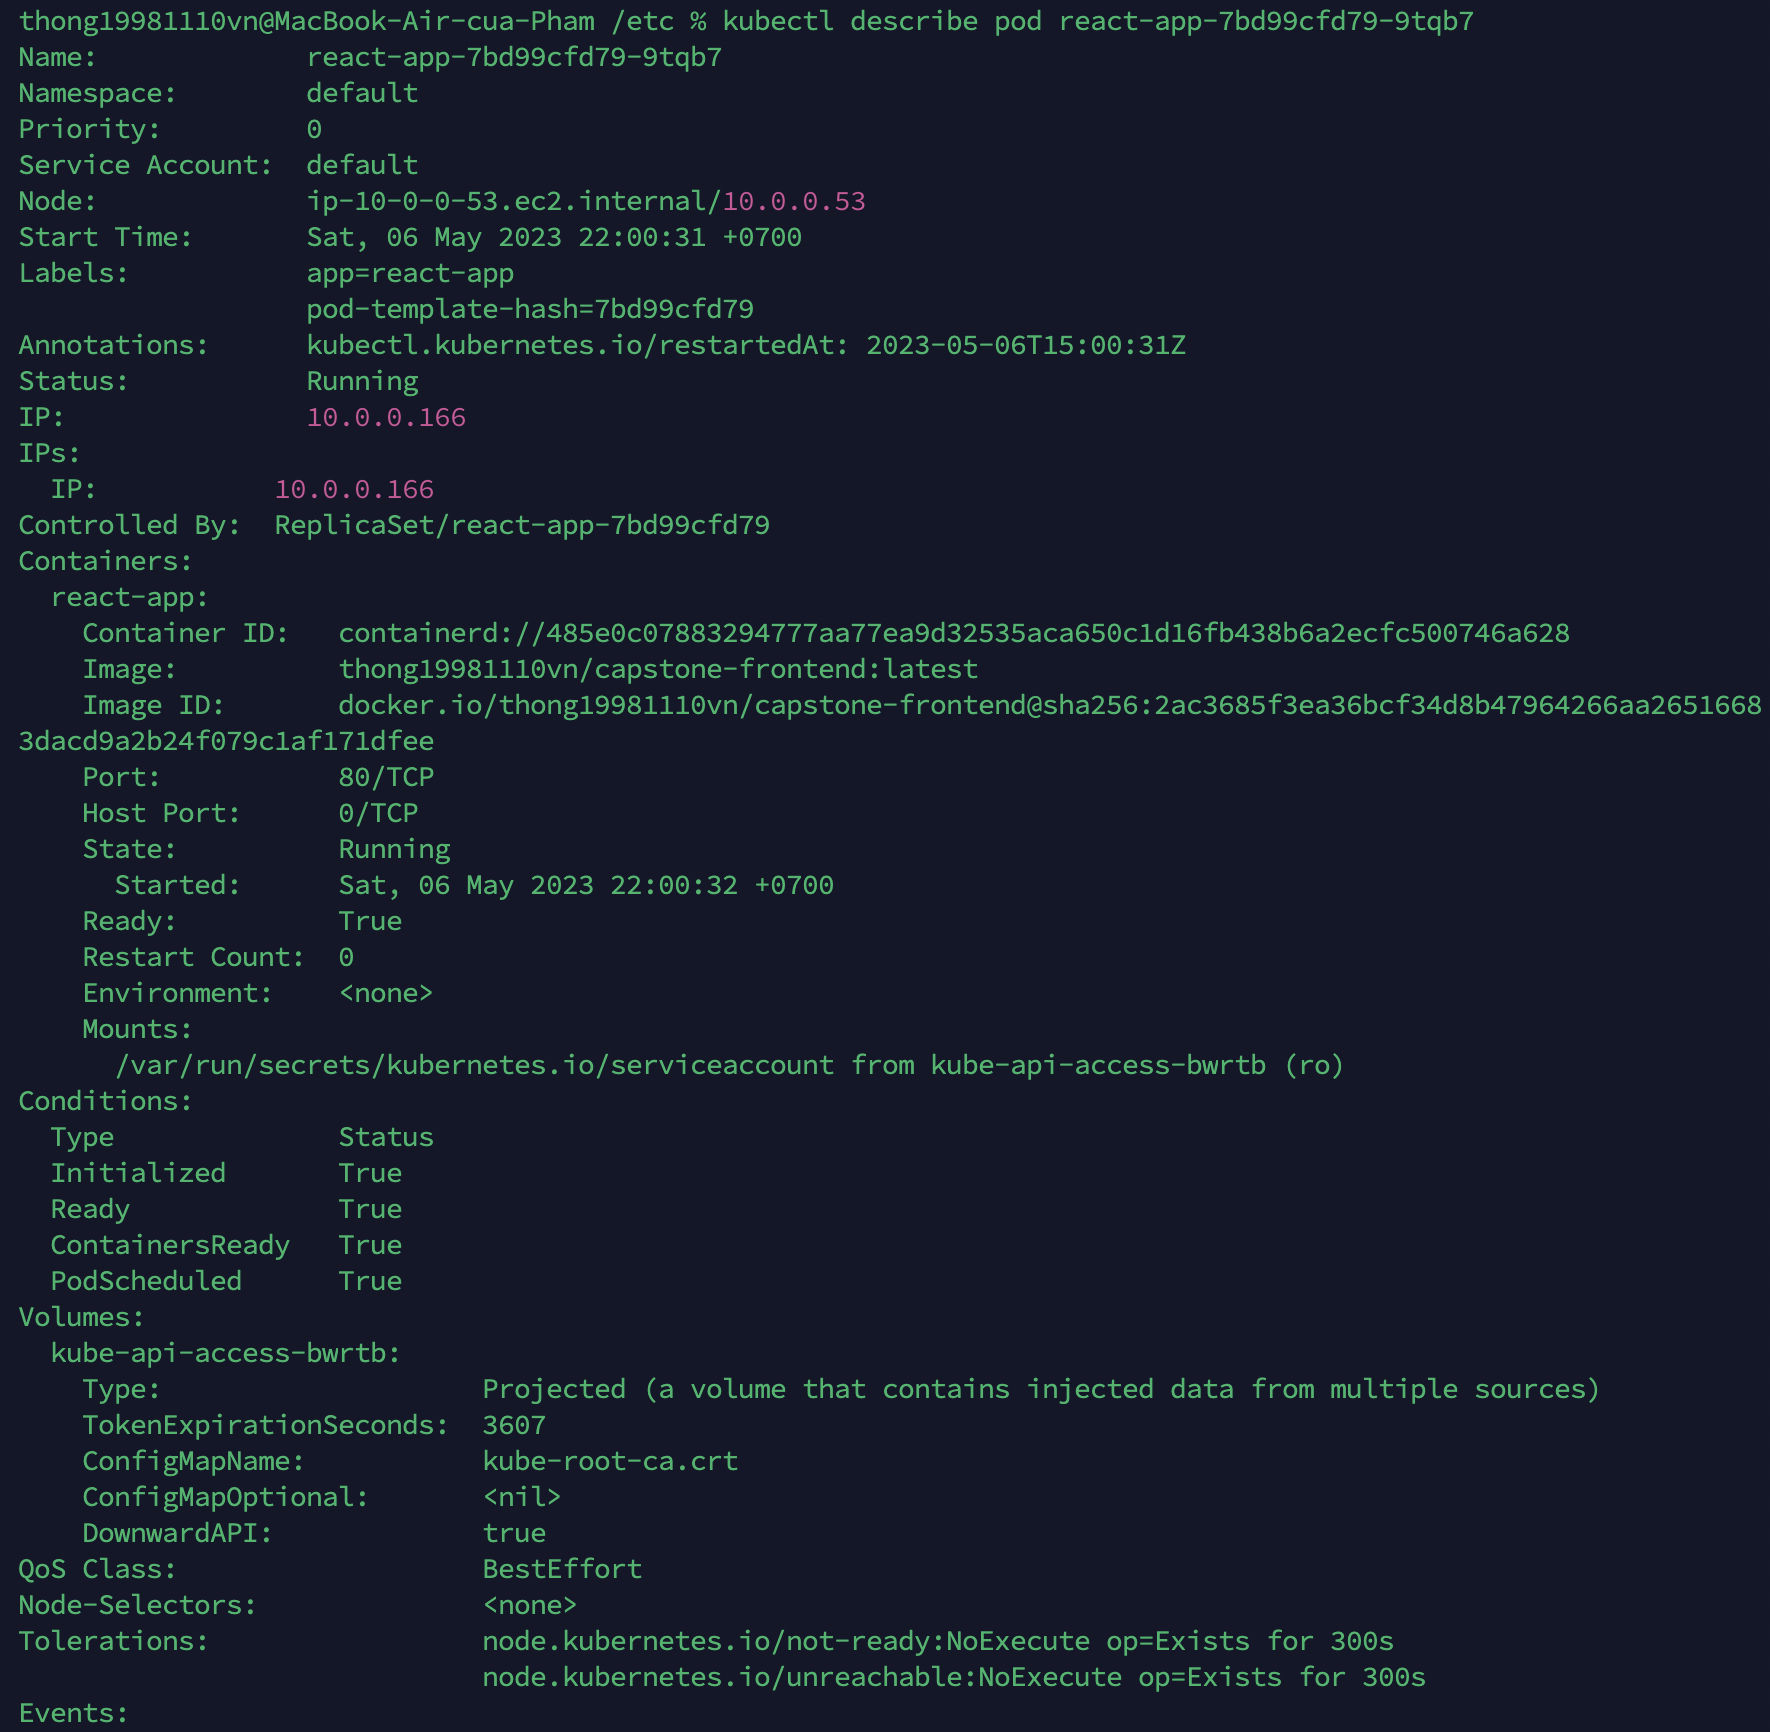 thong19981110vn@MacBook-Air-cua-Pham /etc % kubectl describe pod react-app-7bd99cfd79-9tqb7
Name:             react-app-7bd99cfd79-9tqb7
Namespace:        default
Priority:         0
Service Account:  default
Node:             ip-10-0-0-53.ec2.internal/10.0.0.53
Start Time:       Sat, 06 May 2023 22:00:31 +0700
Labels:           app=react-app
                  pod-template-hash=7bd99cfd79
Annotations:      kubectl.kubernetes.io/restartedAt: 2023-05-06T15:00:31Z
Status:           Running
IP:               10.0.0.166
IPs:
  IP:           10.0.0.166
Controlled By:  ReplicaSet/react-app-7bd99cfd79
Containers:
  react-app:
    Container ID:   containerd://485e0c07883294777aa77ea9d32535aca650c1d16fb438b6a2ecfc500746a628
    Image:          thong19981110vn/capstone-frontend:latest
    Image ID:       docker.io/thong19981110vn/capstone-frontend@sha256:2ac3685f3ea36bcf34d8b47964266aa2651668
3dacd9a2b24f079c1af171dfee
    Port:           80/TCP
    Host Port:      0/TCP
    State:          Running
      Started:      Sat, 06 May 2023 22:00:32 +0700
    Ready:          True
    Restart Count:  0
    Environment:    <none>
    Mounts:
      /var/run/secrets/kubernetes.io/serviceaccount from kube-api-access-bwrtb (ro)
Conditions:
  Type              Status
  Initialized       True
  Ready             True
  ContainersReady   True
  PodScheduled      True
Volumes:
  kube-api-access-bwrtb:
    Type:                    Projected (a volume that contains injected data from multiple sources)
    TokenExpirationSeconds:  3607
    ConfigMapName:           kube-root-ca.crt
    ConfigMapOptional:       <nil>
    DownwardAPI:             true
QoS Class:                   BestEffort
Node-Selectors:              <none>
Tolerations:                 node.kubernetes.io/not-ready:NoExecute op=Exists for 300s
                             node.kubernetes.io/unreachable:NoExecute op=Exists for 300s
Events: